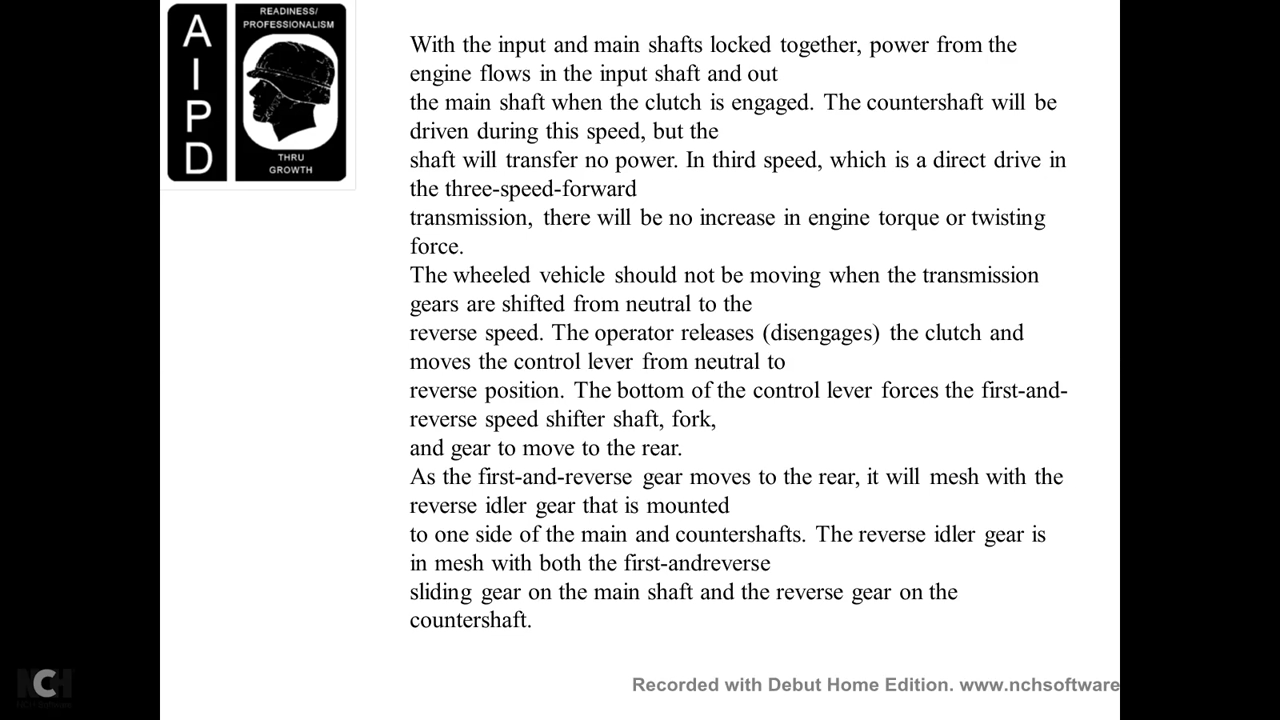 A
I
P
D
READINESS/
PROFESSIONALISM
THRU
GROWTH
With the input and main shafts locked together, power from the
engine flows in the input shaft and out
the main shaft when the clutch is engaged. The countershaft will be
driven during this speed, but the
shaft will transfer no power. In third speed, which is a direct drive in
the three-speed-forward
transmission, there will be no increase in engine torque or twisting
force.
The wheeled vehicle should not be moving when the transmission
gears are shifted from neutral to the
reverse speed. The operator releases (disengages) the clutch and
moves the control lever from neutral to
reverse position. The bottom of the control lever forces the first-and-
reverse speed shifter shaft, fork,
and gear to move to the rear.
As the first-and-reverse gear moves to the rear, it will mesh with the
reverse idler gear that is mounted
to one side of the main and countershafts. The reverse idler gear is
in mesh with both the first-andreverse
sliding gear on the main shaft and the reverse gear on the
countershaft.
NCH
NCH Software
Recorded with Debut Home Edition. www.nchsoftware